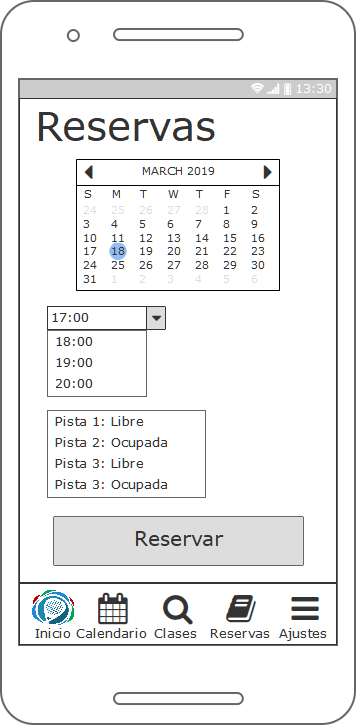 13:30
Reservas
MARCH 2019
S M T W T F S
24 25 26 27 28 1 2
3 4 5 6 7 8 9
10 11 12 13 14 15 16
17 18 19 20 21 22 23
24 25 26 27 28 29 30
31 1 2 3 4 5 6
17:00
18:00
19:00
20:00
Pista 1: Libre
Pista 2: Ocupada
Pista 3: Libre
Pista 3: Ocupada
Reservar
Inicio Calendario Clases Reservas Ajustes